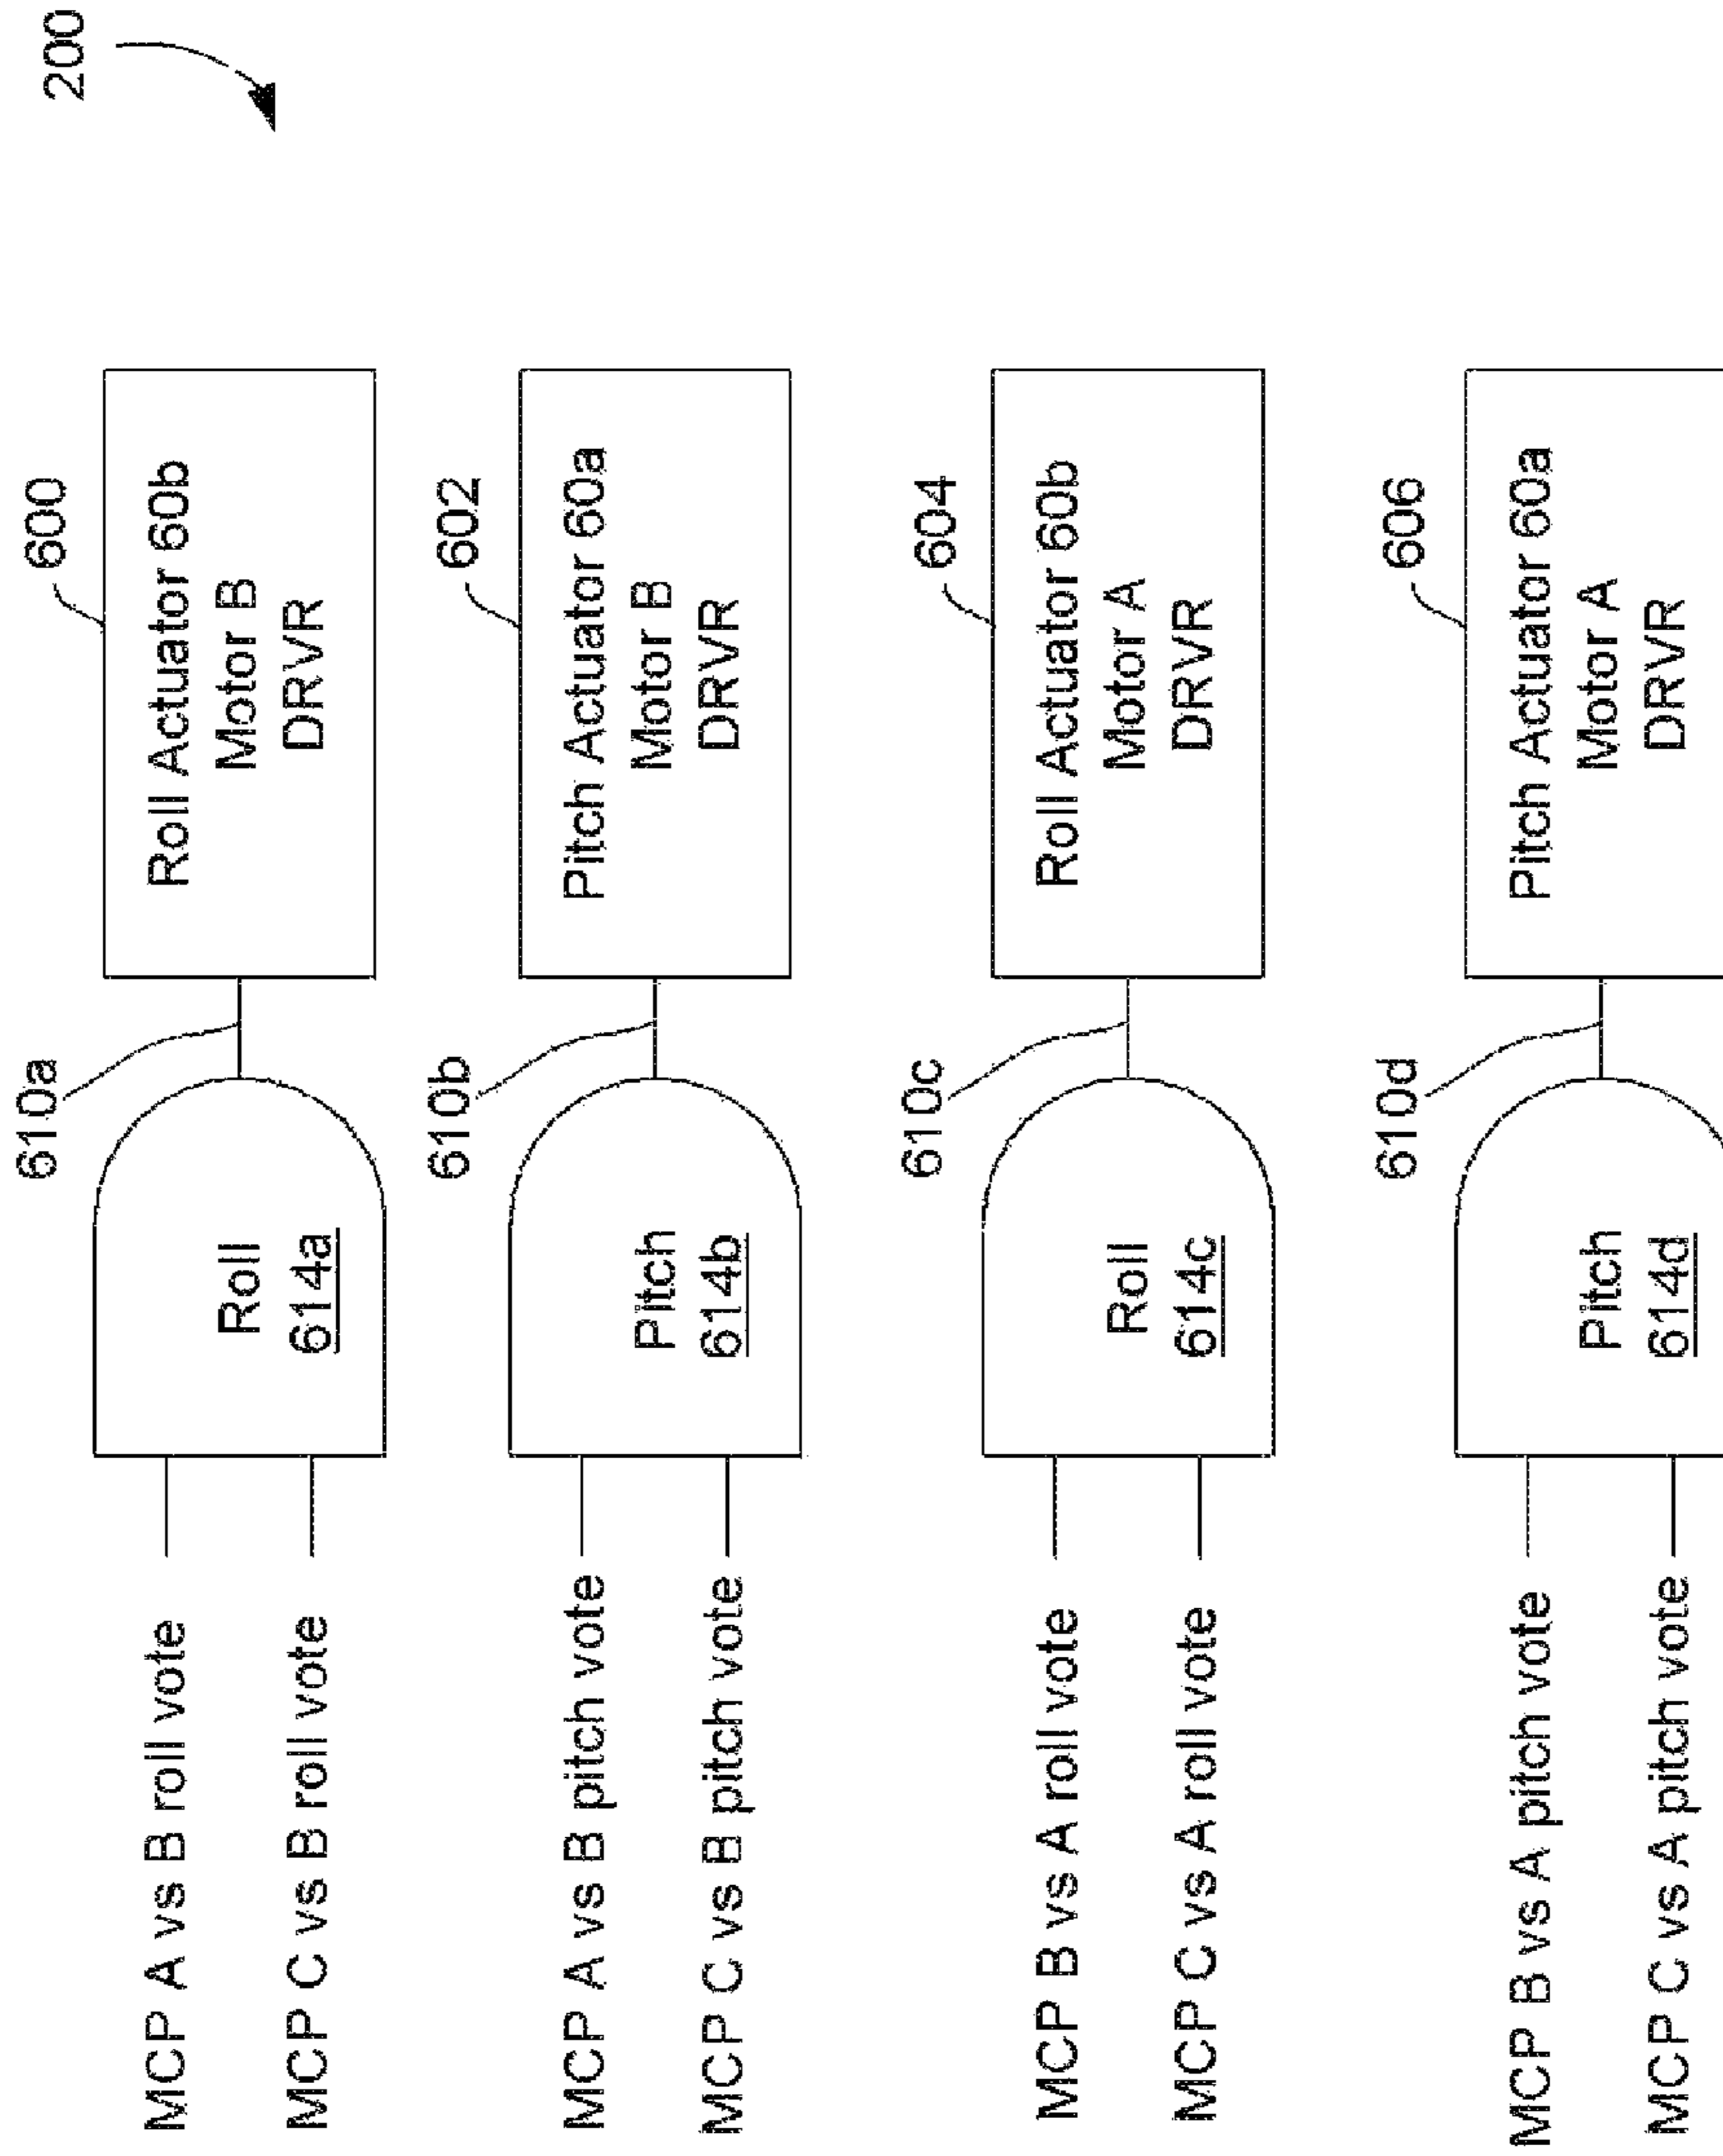 200
MCP A vs B roll vote
MCP C vs B roll vote
Roll
614a
610a
600
Roll Actuator 60b
Motor B
DRVR
MCP A vs B pitch vote
MCP C vs B pitch vote
Pitch
614b
610b
602
Pitch Actuator 60a
Motor B
DRVR
MCP B vs A roll vote
MCP C vs A roll vote
Roll
614c
610c
604
Roll Actuator 60b
Motor A
DRVR
MCP B vs A pitch vote
MCP C vs A pitch vote
Pitch
614d
610d
606
Pitch Actuator 60a
Motor A
DRVR